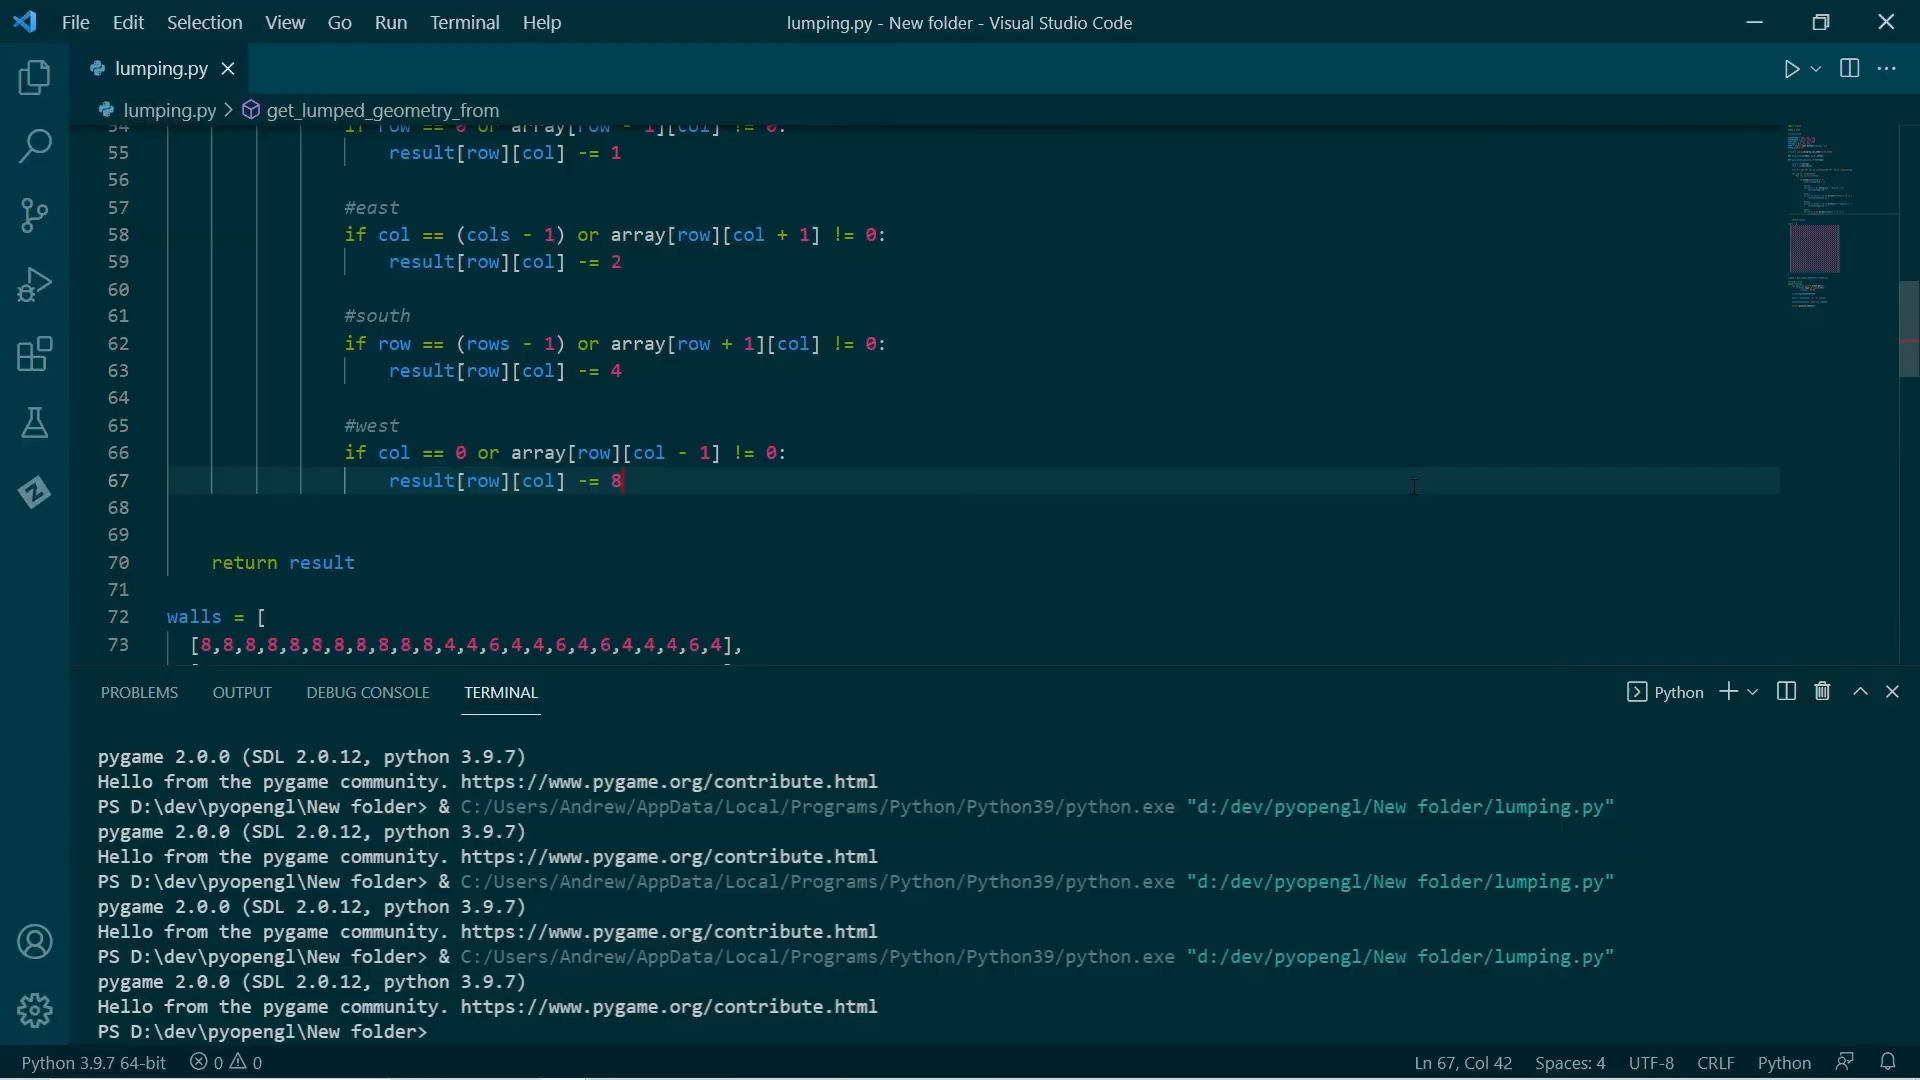 File Edit Selection View Go Run Terminal Help
lumping.py - New folder - Visual Studio Code
lumping.py
lumping.py > get_lumped_geometry_from
54 if row == 0 or array[row - 1][col] != 0:
55 result[row][col] -= 1
56
57 #east
58 if col == (cols - 1) or array[row][col + 1] != 0:
59 result[row][col] -= 2
60
61 #south
62 if row == (rows - 1) or array[row + 1][col] != 0:
63 result[row][col] -= 4
64
65 #west
66 if col == 0 or array[row][col - 1] != 0:
67 result[row][col] -= 8
68
69
70 return result
71
72 walls = [
73 [8,8,8,8,8,8,8,8,8,8,8,4,4,6,4,4,6,4,6,4,4,4,6,4],
PROBLEMS OUTPUT DEBUG CONSOLE TERMINAL
Python
pygame 2.0.0 (SDL 2.0.12, python 3.9.7)
Hello from the pygame community. https://www.pygame.org/contribute.html
PS D:\dev\pyopengl\New folder> & C:/Users/Andrew/AppData/Local/Programs/Python/Python39/python.exe "d:/dev/pyopengl/New folder/lumping.py"
pygame 2.0.0 (SDL 2.0.12, python 3.9.7)
Hello from the pygame community. https://www.pygame.org/contribute.html
PS D:\dev\pyopengl\New folder> & C:/Users/Andrew/AppData/Local/Programs/Python/Python39/python.exe "d:/dev/pyopengl/New folder/lumping.py"
pygame 2.0.0 (SDL 2.0.12, python 3.9.7)
Hello from the pygame community. https://www.pygame.org/contribute.html
PS D:\dev\pyopengl\New folder> & C:/Users/Andrew/AppData/Local/Programs/Python/Python39/python.exe "d:/dev/pyopengl/New folder/lumping.py"
pygame 2.0.0 (SDL 2.0.12, python 3.9.7)
Hello from the pygame community. https://www.pygame.org/contribute.html
PS D:\dev\pyopengl\New folder>
Python 3.9.7 64-bit 0 0 Ln 67, Col 42 Spaces: 4 UTF-8 CRLF Python